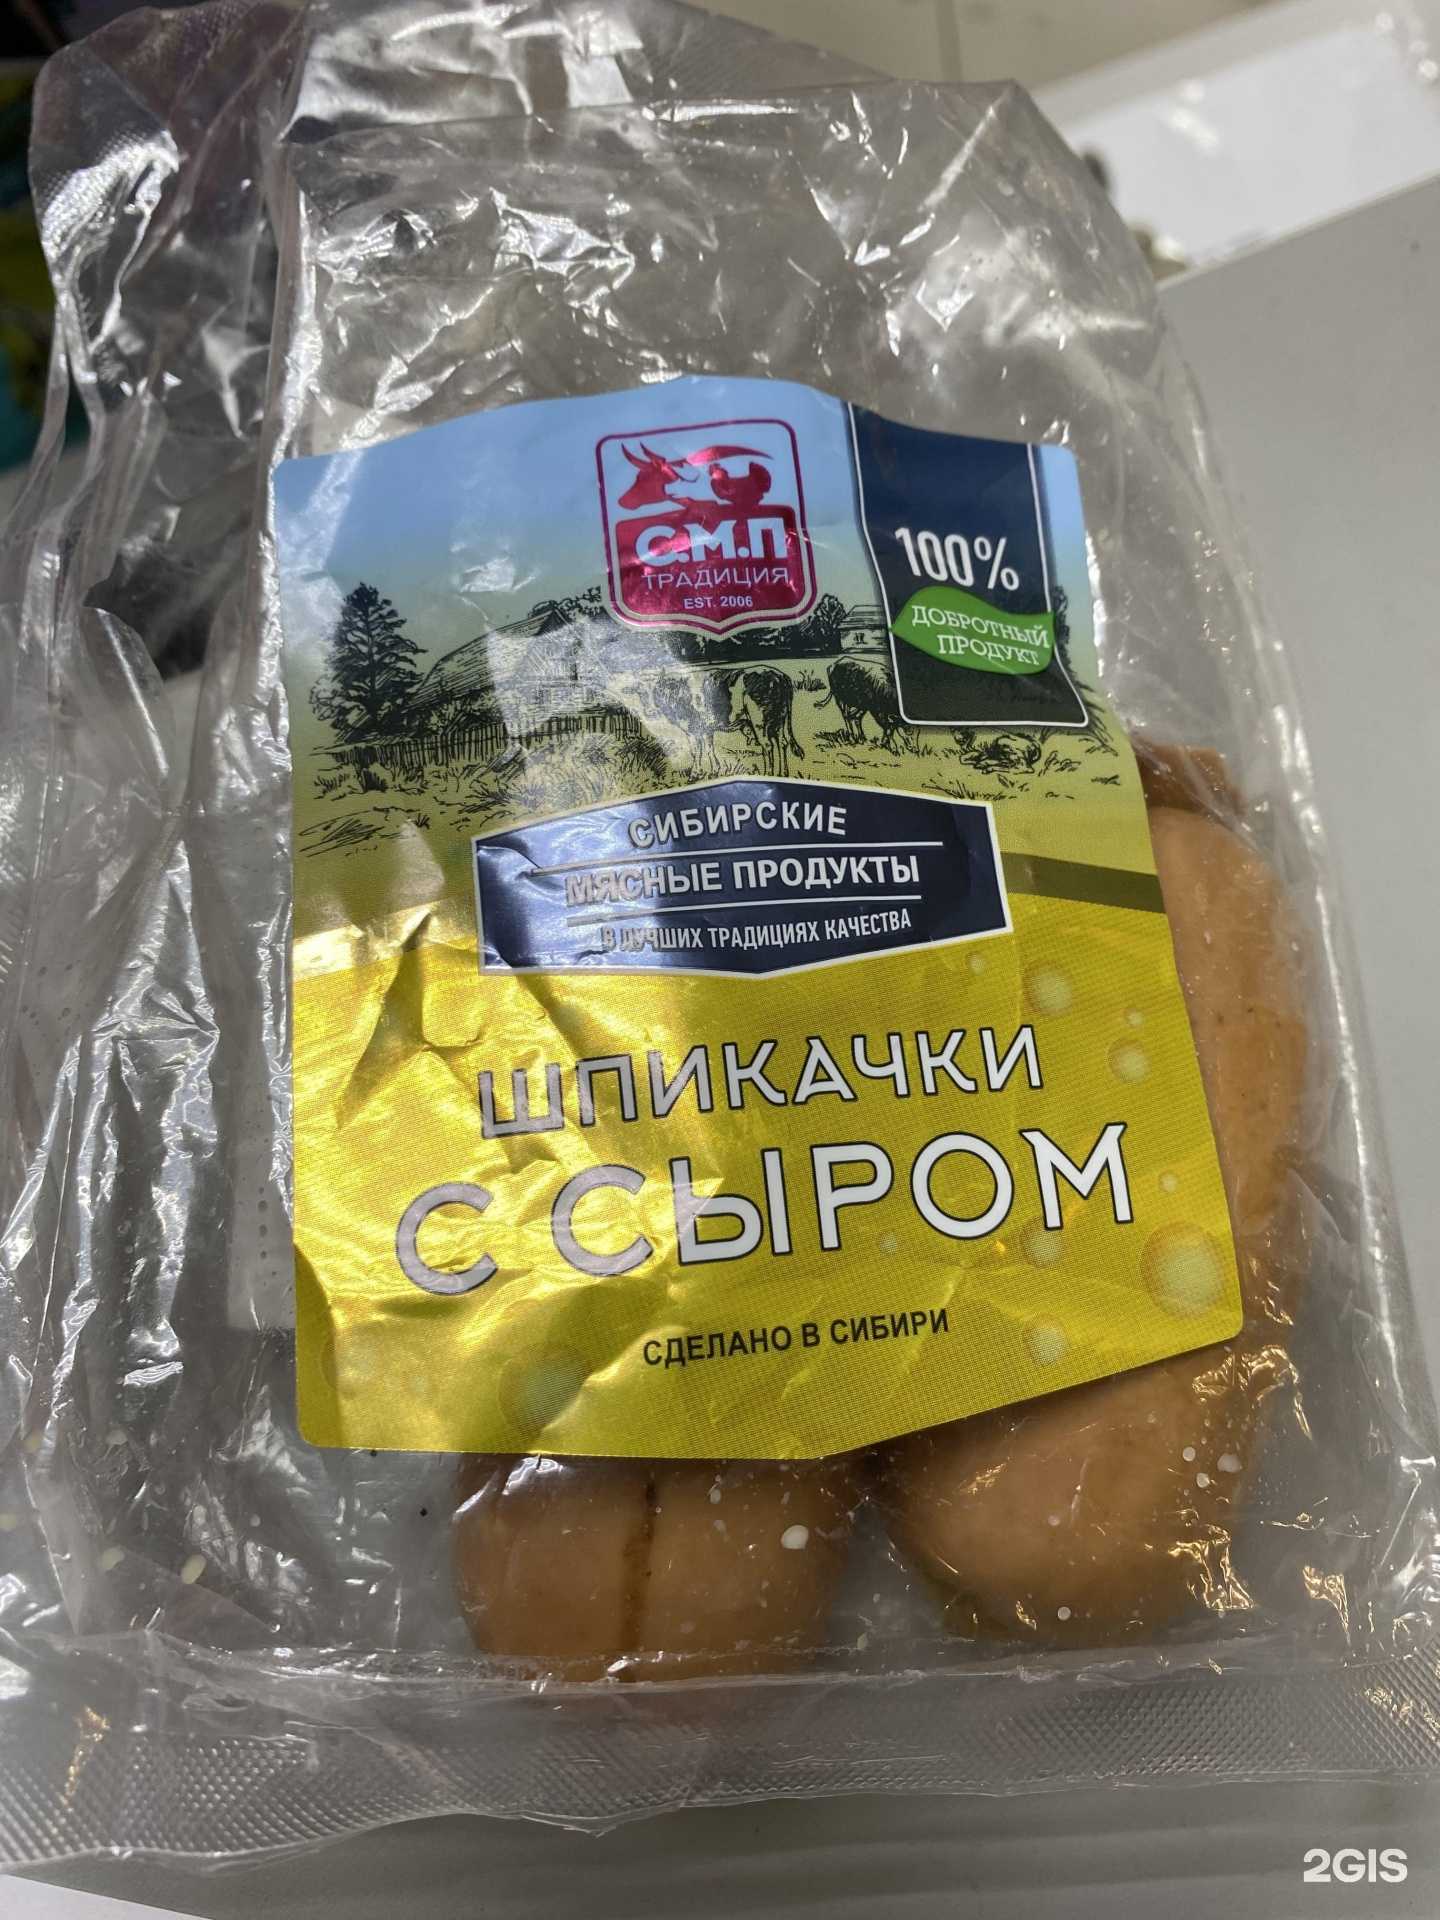 С.М.П
ТРАДИЦИЯ
EST. 2006
100%
ДОБРОТНЫЙ
ПРОДУКТ
СИБИРСКИЕ
МЯСНЫЕ ПРОДУКТЫ
В ЛУЧШИХ ТРАДИЦИЯХ КАЧЕСТВА
ШПИКАЧКИ
С СЫРОМ
СДЕЛАНО В СИБИРИ
2GIS